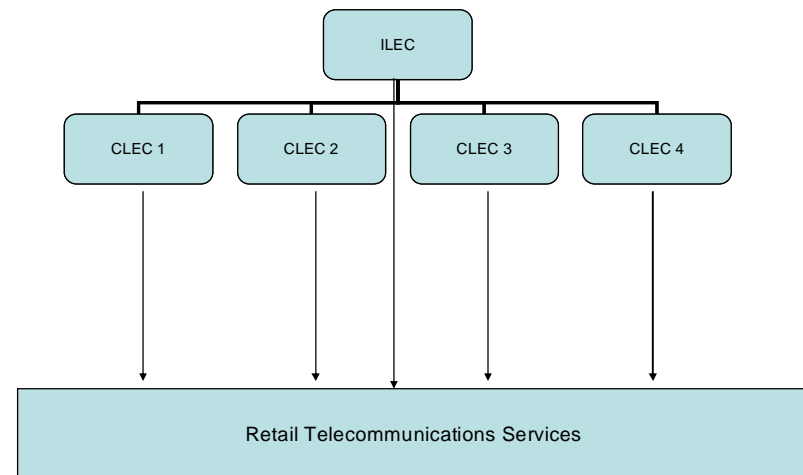 ILEC
CLEC 1
CLEC 2
CLEC 3
CLEC 4
Retail Telecommunications Services